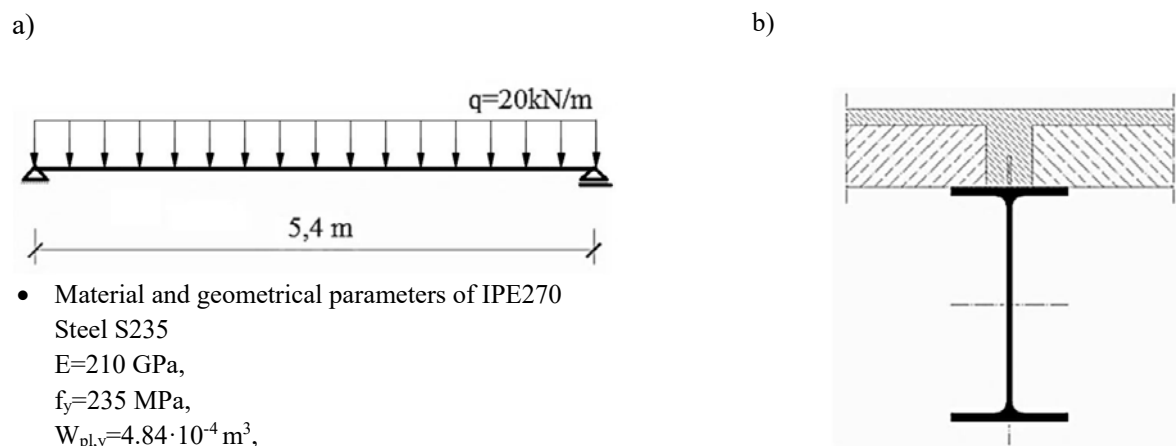 a)
b)
q=20kN/m
5,4 m
• Material and geometrical parameters of IPE270
Steel S235
E=210 GPa,
fy=235 MPa,
Wpl,y=4.84·10⁻⁴ m³,